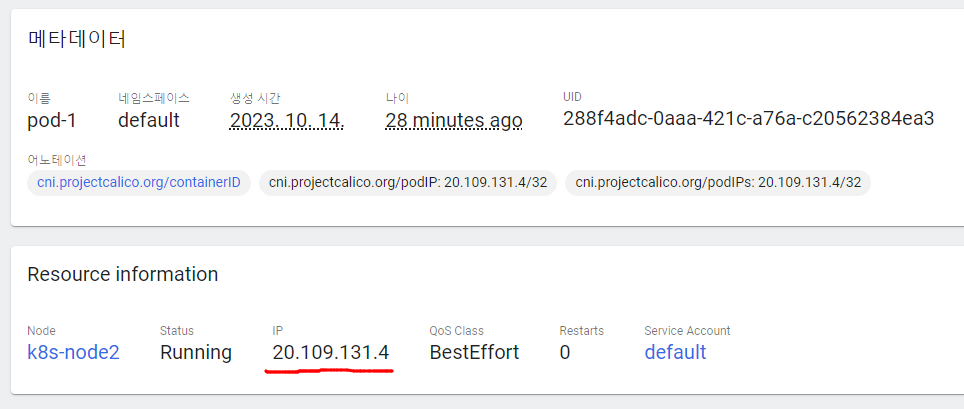 메타데이터
이름 네임스페이스 생성 시간 나이 UID
pod-1 default 2023. 10. 14. 28 minutes ago 288f4adc-0aaa-421c-a76a-c20562384ea3
어노테이션
cni.projectcalico.org/containerID cni.projectcalico.org/podIP: 20.109.131.4/32 cni.projectcalico.org/podIPs: 20.109.131.4/32
Resource information
Node Status IP QoS Class Restarts Service Account
k8s-node2 Running 20.109.131.4 BestEffort 0 default